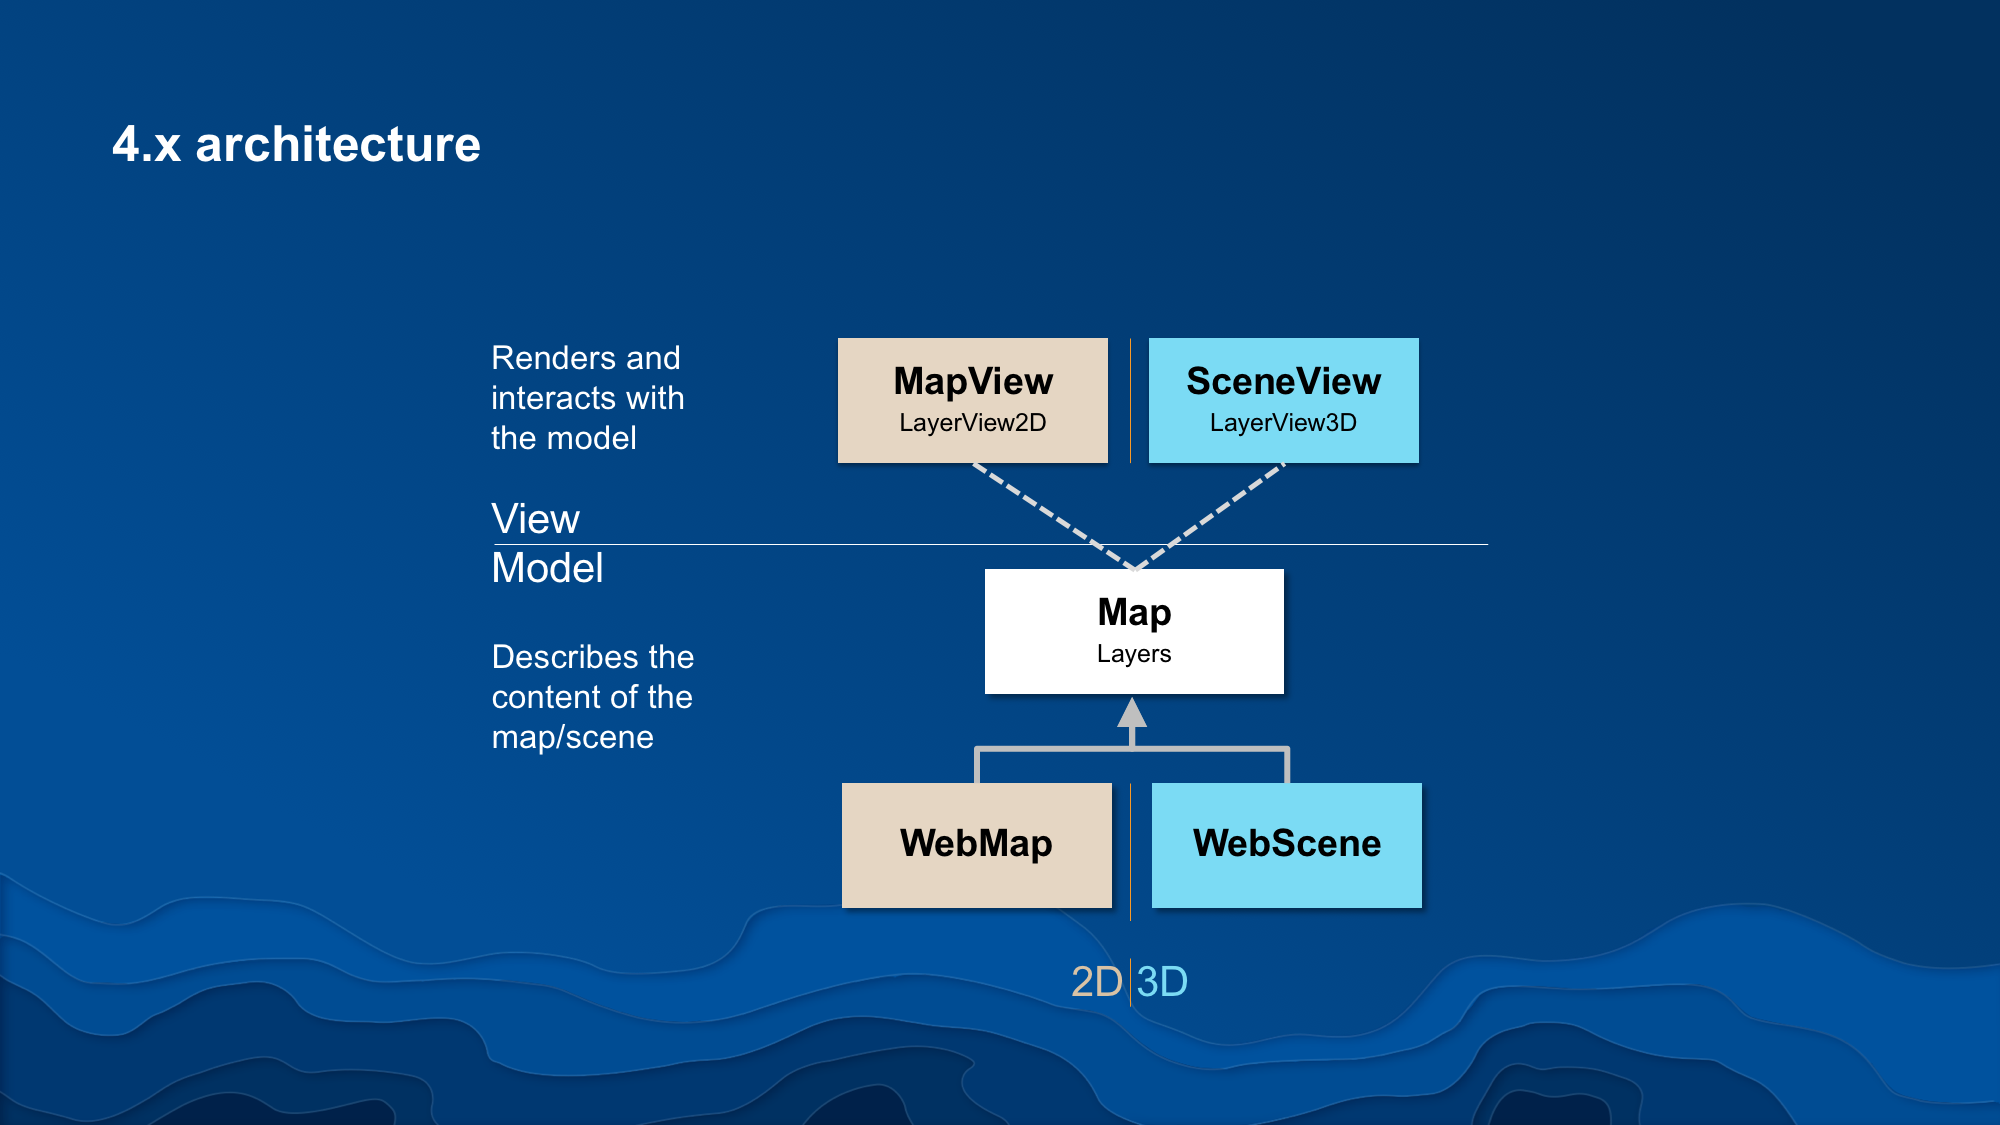 4.x architecture
Renders and
interacts with
the model
MapView
LayerView2D
SceneView
LayerView3D
View
Model
Map
Layers
Describes the
content of the
map/scene
WebMap
WebScene
2D
3D